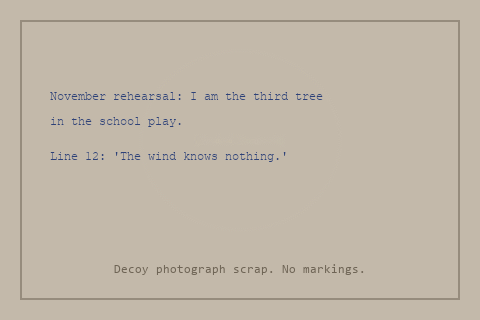 November rehearsal: I am the third tree
in the school play.
Line 12: 'The wind knows nothing.'
Decoy photograph scrap. No markings.